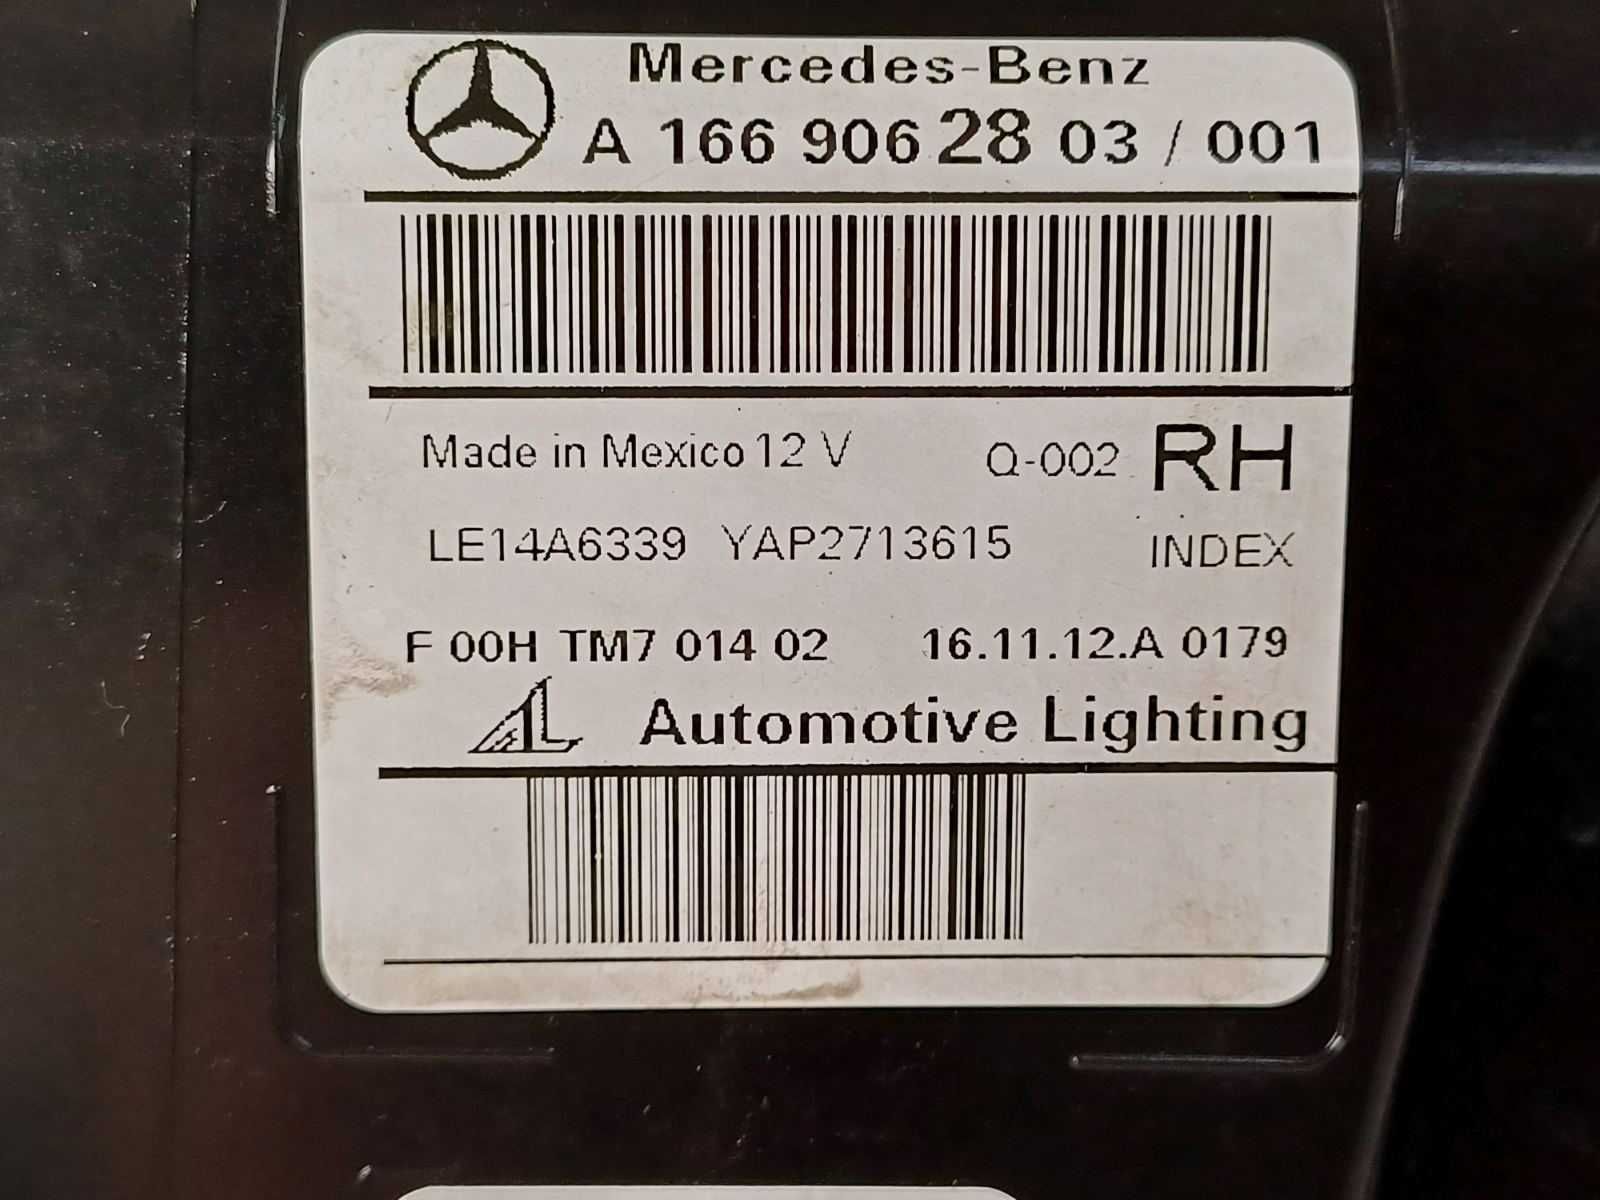 Mercedes-Benz
A 166 906 28 03 / 001
Made in Mexico 12 V Q-002 RH
LE14A6339 YAP2713615 INDEX
F 00H TM7 014 02 16.11.12.A 0179
AL Automotive Lighting